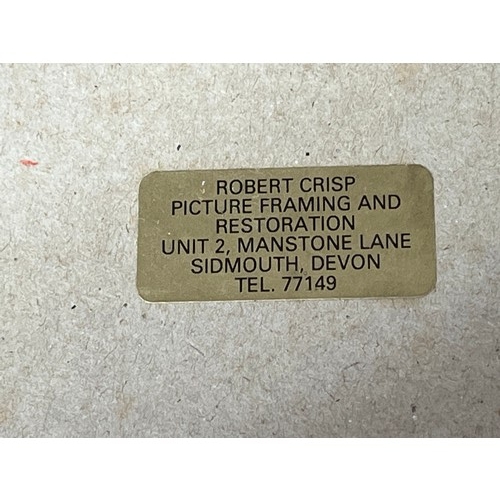 ROBERT CRISP
PICTURE FRAMING AND
RESTORATION
UNIT 2, MANSTONE LANE
SIDMOUTH, DEVON
TEL. 77149